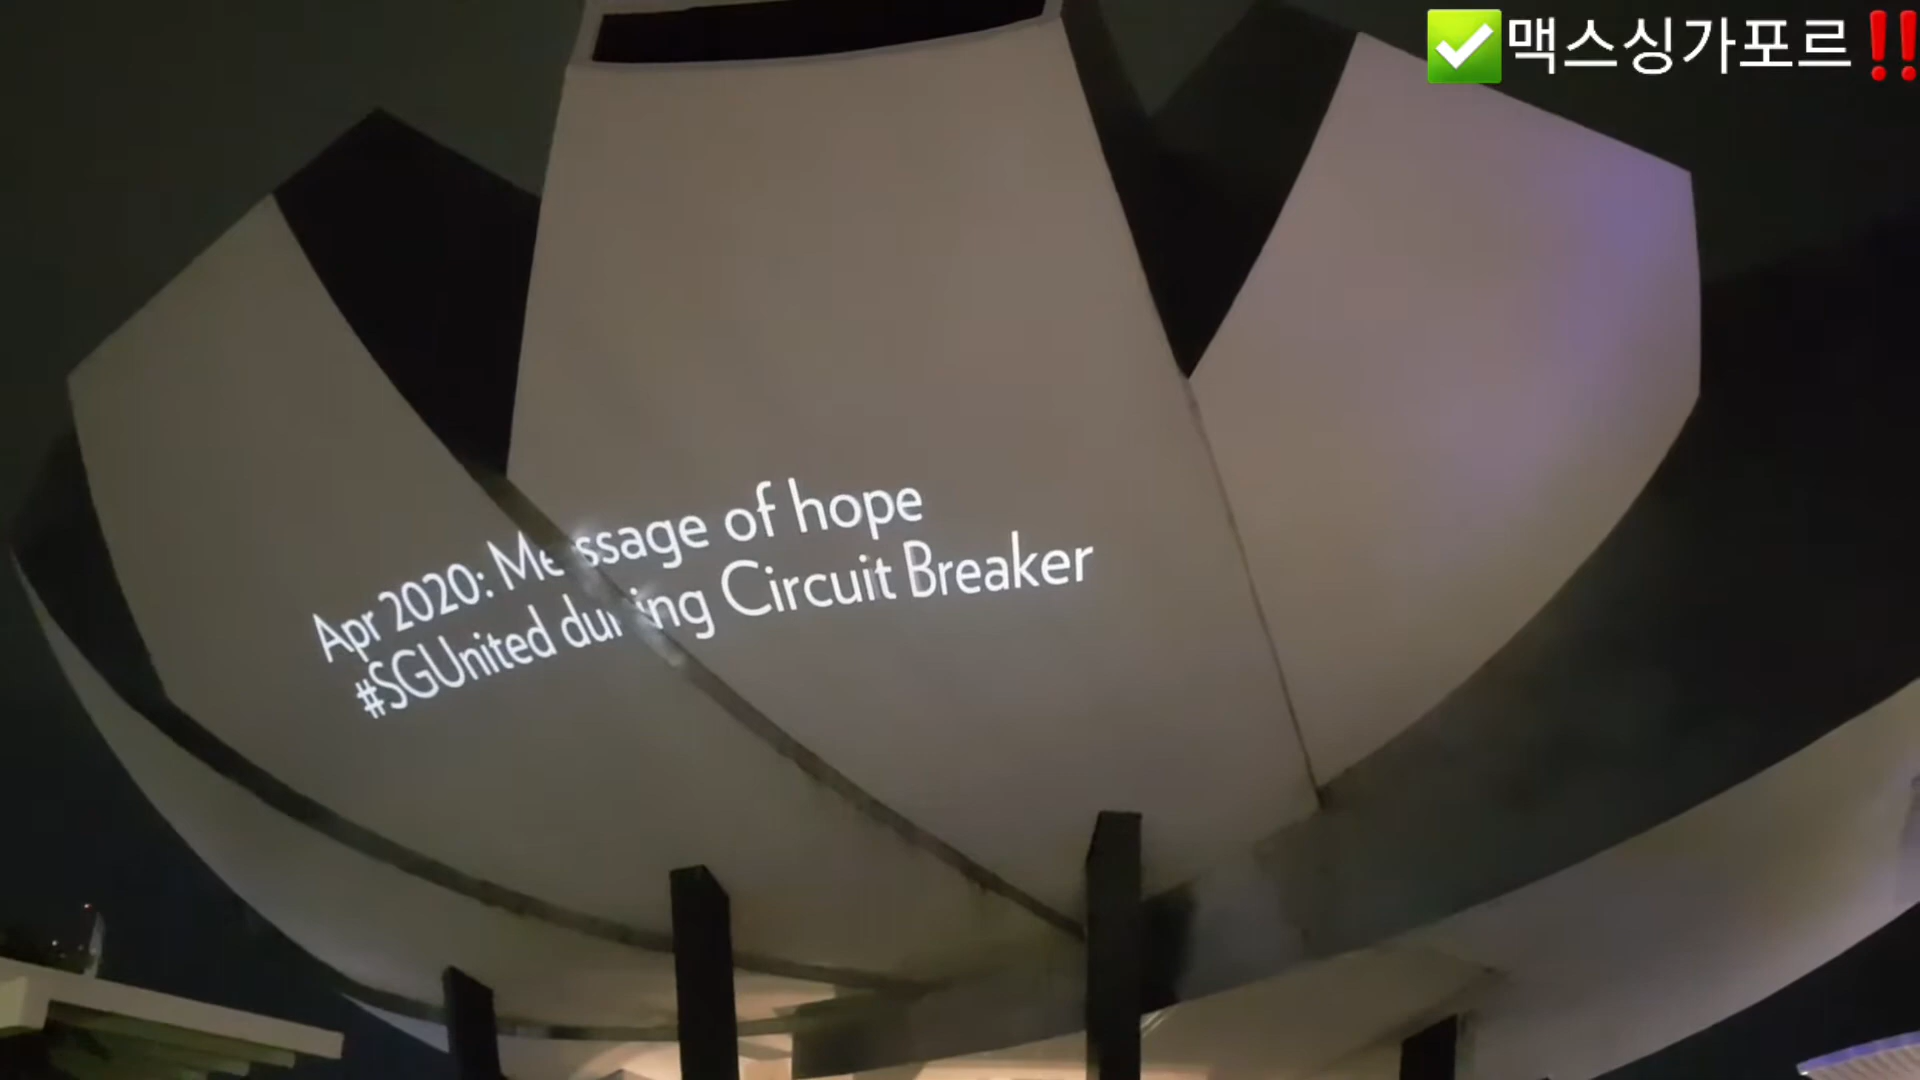 ✅맥스싱가포르‼️
Apr 2020: Message of hope
#SGUnited during Circuit Breaker